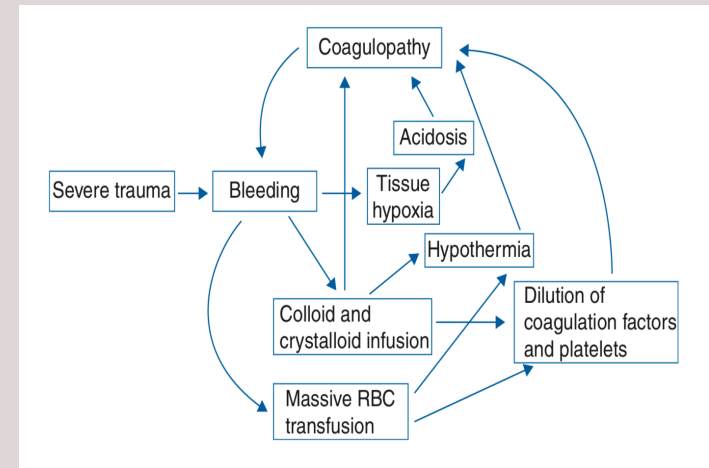 Coagulopathy
Acidosis
Severe trauma
Bleeding
Tissue
hypoxia
Hypothermia
Colloid and
crystalloid infusion
Dilution of
coagulation factors
and platelets
Massive RBC
transfusion